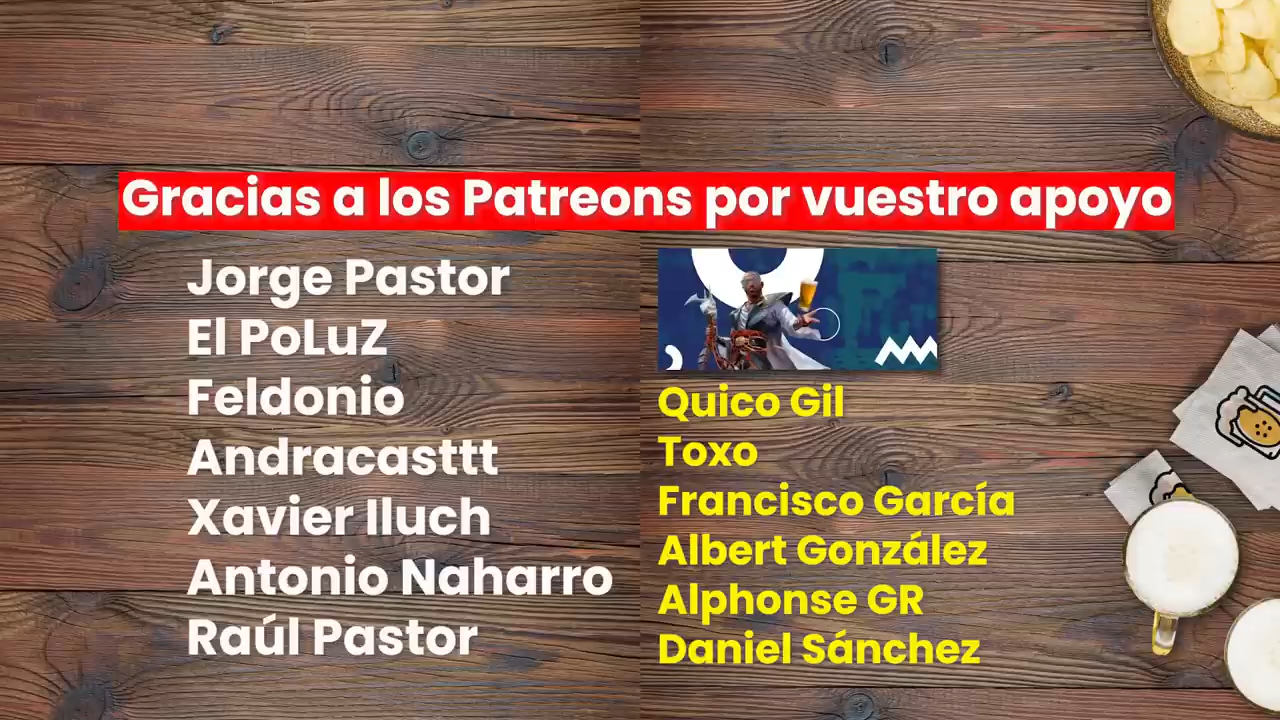 Gracias a los Patreons por vuestro apoyo
Jorge Pastor
El PoLuZ
Feldonio
Andracasttt
Xavier Iluch
Antonio Naharro
Raúl Pastor
Quico Gil
Toxo
Francisco García
Albert González
Alphonse GR
Daniel Sánchez